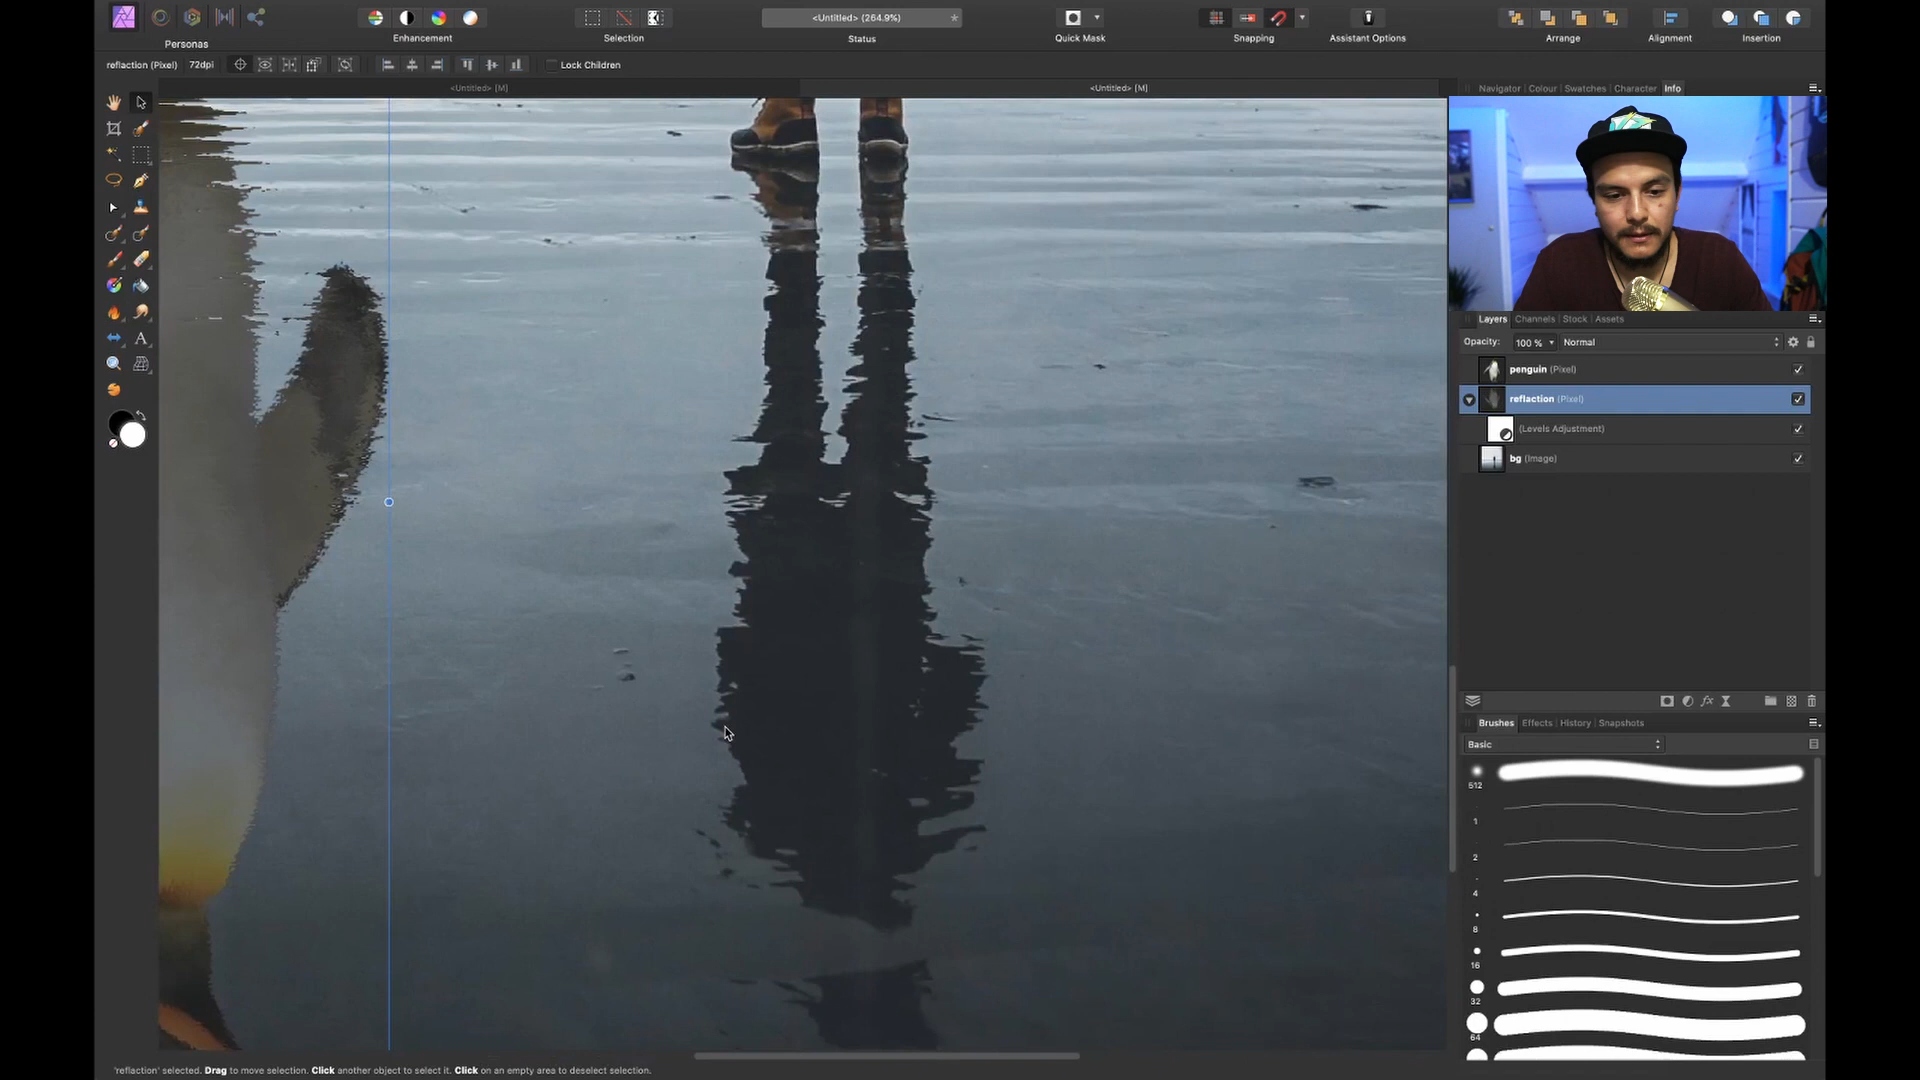 <Untitled> (264.9%)
*
Personas
Enhancement
Selection
Status
Quick Mask
Snapping
Assistant Options
Arrange
Alignment
Insertion
reflaction (Pixel)
72dpi
Lock Children
<Untitled> [M]
<Untitled> [M]
Navigator
Colour
Swatches
Character
Info
A
Layers
Channels
Stock
Assets
Opacity:
100 %
Normal
penguin (Pixel)
reflaction (Pixel)
(Levels Adjustment)
bg (Image)
fx
Brushes
Effects
History
Snapshots
Basic
512
1
2
4
8
16
32
64
'reflaction' selected. Drag to move selection. Click another object to select it. Click on an empty area to deselect selection.